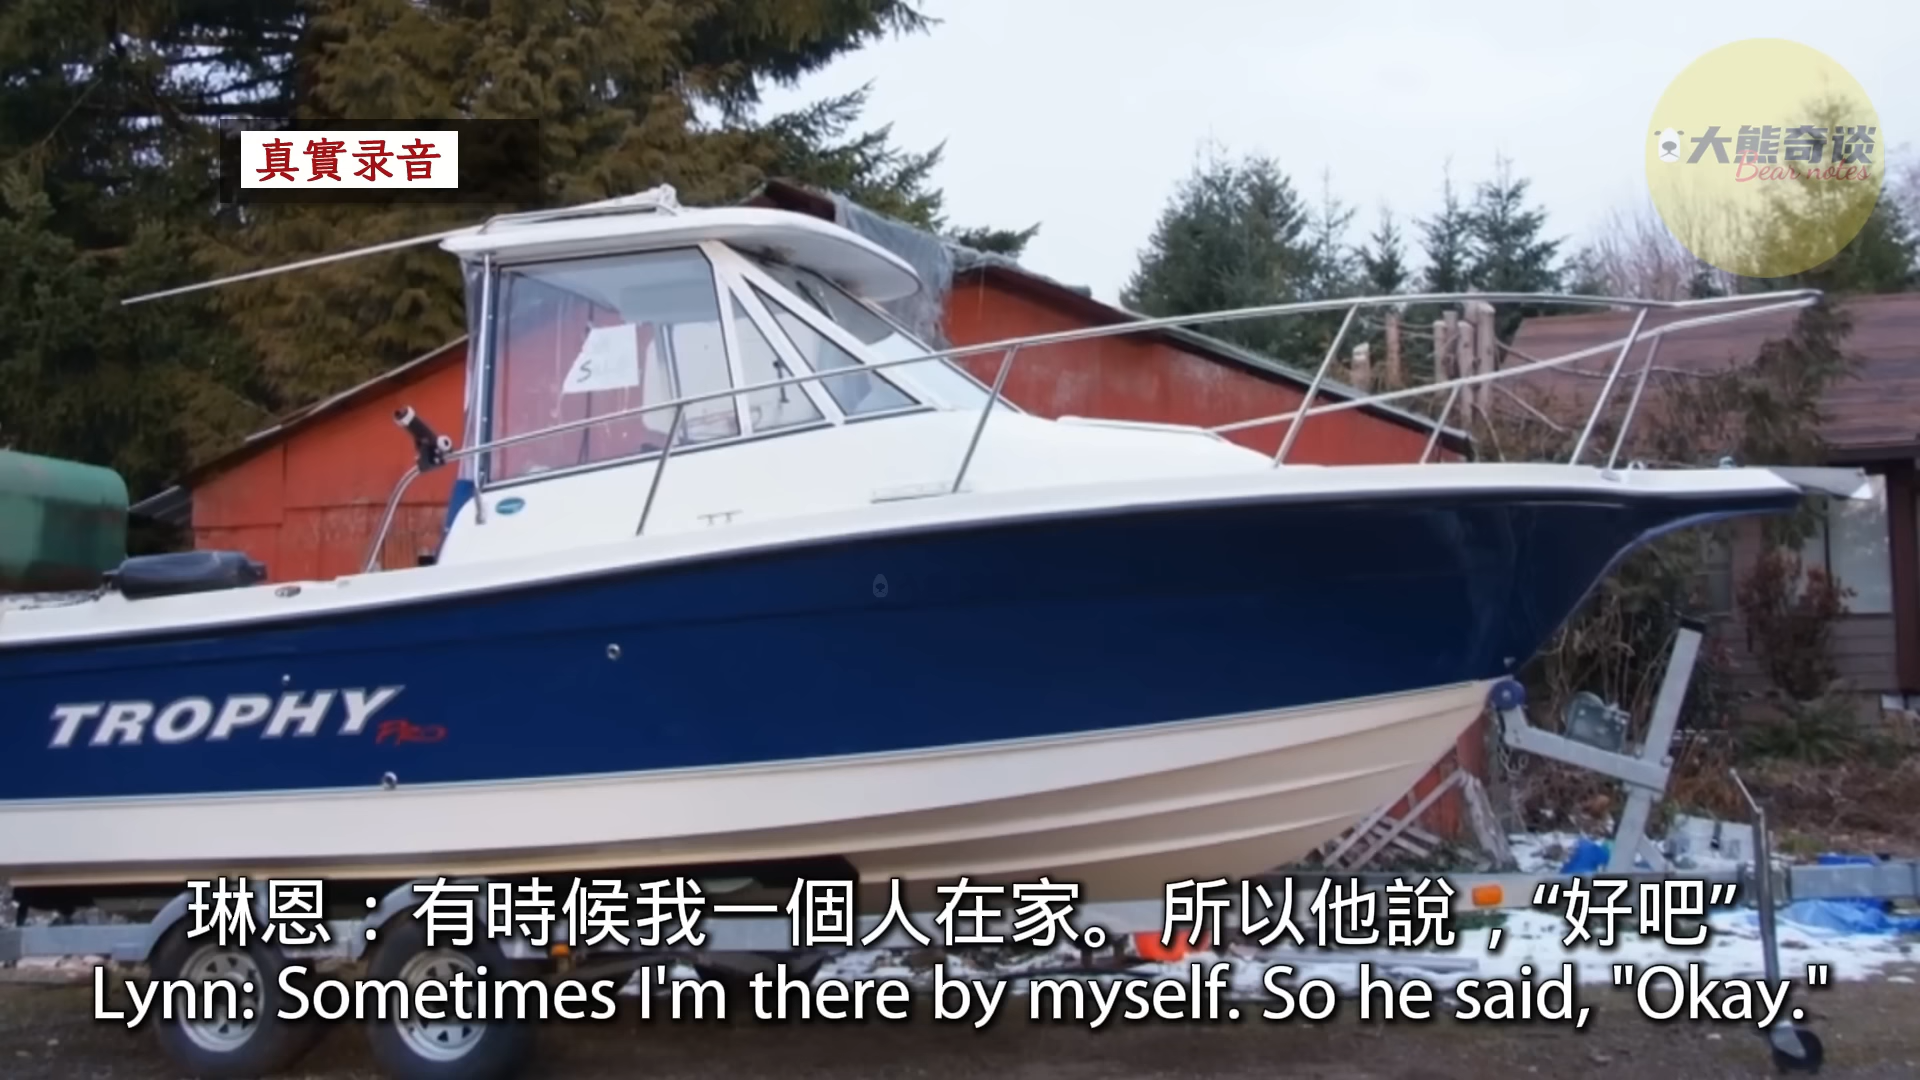 真實录音
大熊奇谈
Bear notes
TROPHY
PRO
琳恩：有時候我一個人在家。所以他說，“好吧”
Lynn: Sometimes I'm there by myself. So he said, "Okay."